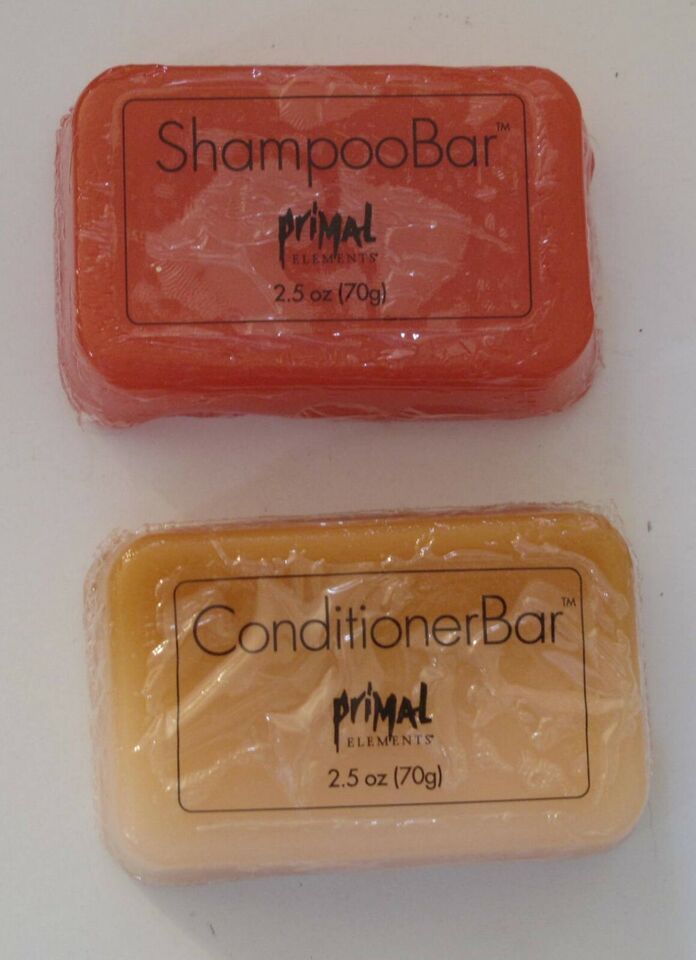 ShampooBar™
primal
ELEMENTS®
2.5 oz (70g)
ConditionerBar™
primal
ELEMENTS®
2.5 oz (70g)